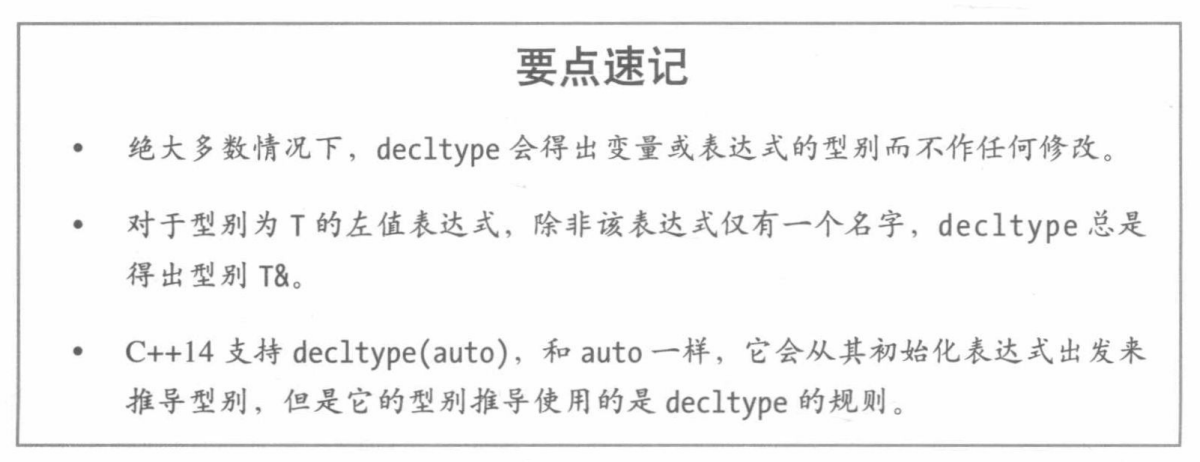 要点速记
• 绝大多数情况下，decltype 会得出变量或表达式的型别而不作任何修改。
• 对于型别为 T 的左值表达式，除非该表达式仅有一个名字，decltype 总是
得出型别 T&。
• C++14 支持 decltype(auto)，和 auto 一样，它会从其初始化表达式出发来
推导型别，但是它的型别推导使用的是 decltype 的规则。